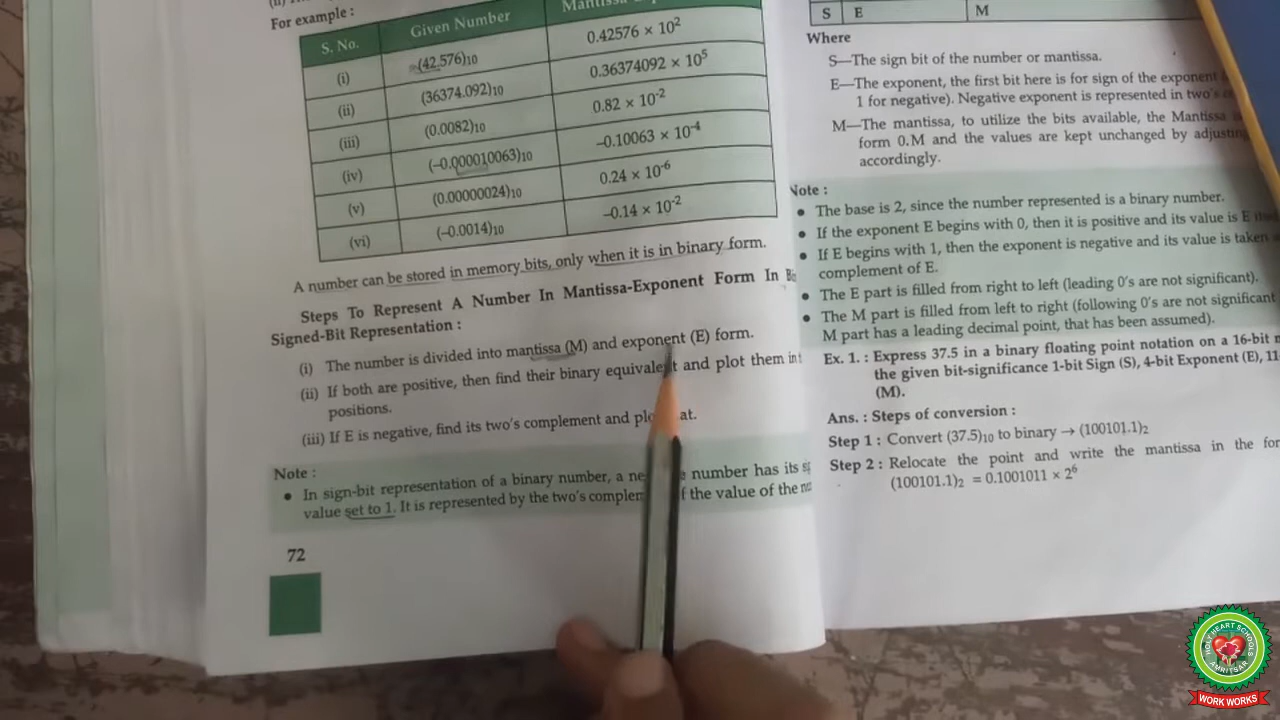 For example :
S. No. Given Number
(i) (42.576)10 0.42576 × 10²
(ii) (36374.092)10 0.36374092 × 10⁵
(iii) (0.0082)10 0.82 × 10⁻²
(iv) (–0.000010063)10 –0.10063 × 10⁻⁴
(v) (0.00000024)10 0.24 × 10⁻⁶
(vi) (–0.0014)10 –0.14 × 10⁻²
A number can be stored in memory bits, only when it is in binary form.
Steps To Represent A Number In Mantissa-Exponent Form In
Signed-Bit Representation :
(i) The number is divided into mantissa (M) and exponent (E) form.
(ii) If both are positive, then find their binary equivalent and plot them
positions.
(iii) If E is negative, find its two's complement and
Note :
• In sign-bit representation of a binary number, a number has its
value set to 1. It is represented by the two's the value of the
72
S E M
Where
S—The sign bit of the number or mantissa.
E—The exponent, the first bit here is for sign of the exponent
1 for negative). Negative exponent is represented in two's
M—The mantissa, to utilize the bits available, the Mantissa
form 0.M and the values are kept unchanged by adjusting
accordingly.
Note :
• The base is 2, since the number represented is a binary number.
• If the exponent E begins with 0, then it is positive and its value is E
• If E begins with 1, then the exponent is negative and its value is taken
complement of E.
• The E part is filled from right to left (leading 0's are not significant).
• The M part is filled from left to right (following 0's are not significant
M part has a leading decimal point, that has been assumed).
Ex. 1. : Express 37.5 in a binary floating point notation on a 16-bit
the given bit-significance 1-bit Sign (S), 4-bit Exponent (E), 11
(M).
Ans. : Steps of conversion :
Step 1 : Convert (37.5)10 to binary → (100101.1)2
Step 2 : Relocate the point and write the mantissa in the
(100101.1)2 = 0.1001011 × 2⁶
HOLY HEART SCHOOLS
AMRITSAR
WORK WORKS